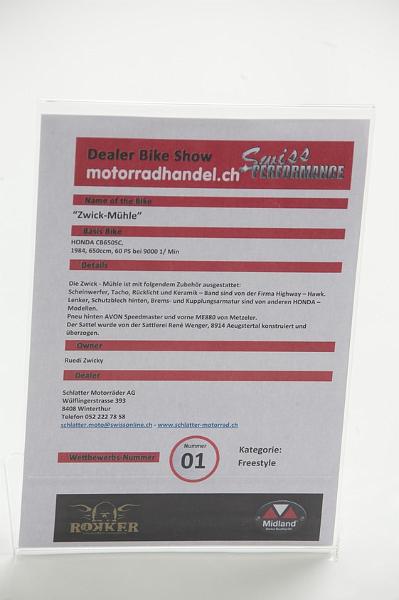 Dealer Bike Show
motorradhandel.ch
Swiss
PERFORMANCE
Name of the Bike
"Zwick-Mühle"
Basis Bike
HONDA CB650SC,
1984, 650ccm, 60 PS bei 9000 1/ Min
Details
Die Zwick - Mühle ist mit folgendem Zubehör ausgestattet:
Scheinwerfer, Tacho, Rücklicht und Keramik – Band sind von der Firma Highway – Hawk.
Lenker, Schutzblech hinten, Brems- und Kupplungsarmatur sind von anderen HONDA –
Modellen.
Pneu hinten AVON Speedmaster und vorne ME880 von Metzeler.
Der Sattel wurde von der Sattlerei René Wenger, 8914 Aeugstertal konstruiert und
überzogen.
Owner
Ruedi Zwicky
Dealer
Schlatter Motorräder AG
Wülflingerstrasse 393
8408 Winterthur
Telefon 052 222 78 58
schlatter.moto@swissonline.ch - www.schlatter-motorrad.ch
Wettbewerbs-Nummer
Nummer
01
Kategorie:
Freestyle
ROKKER
Midland